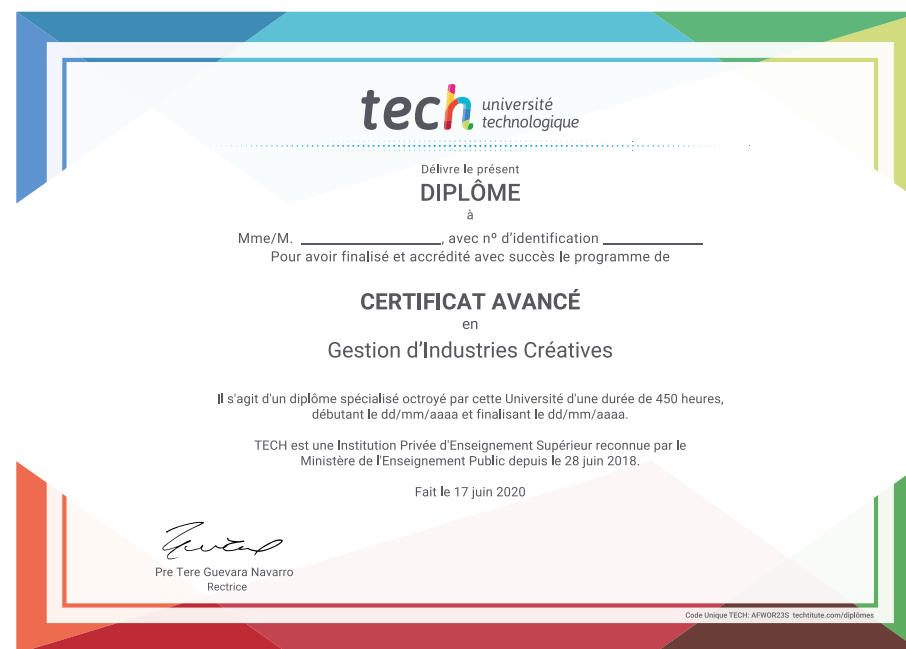 tech université
technologique
Délivre le présent
DIPLÔME
à
Mme/M. ____________________, avec nº d'identification ______________
Pour avoir finalisé et accrédité avec succès le programme de
CERTIFICAT AVANCÉ
en
Gestion d'Industries Créatives
Il s'agit d'un diplôme spécialisé octroyé par cette Université d'une durée de 450 heures,
débutant le dd/mm/aaaa et finalisant le dd/mm/aaaa.
TECH est une Institution Privée d'Enseignement Supérieur reconnue par le
Ministère de l'Enseignement Public depuis le 28 juin 2018.
Fait le 17 juin 2020
Pre Tere Guevara Navarro
Rectrice
Code Unique TECH: AFWOR23S techtitute.com/diplômes